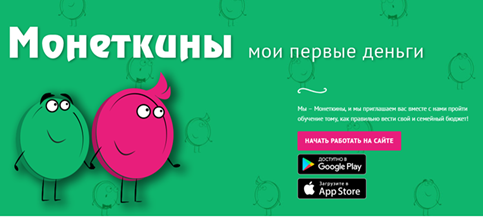 Монеткины мои первые деньги
Мы – Монеткины, и мы приглашаем вас вместе с нами пройти
обучение тому, как правильно вести свой и семейный бюджет!
НАЧАТЬ РАБОТАТЬ НА САЙТЕ
ДОСТУПНО В
Google Play
Загрузите в
App Store